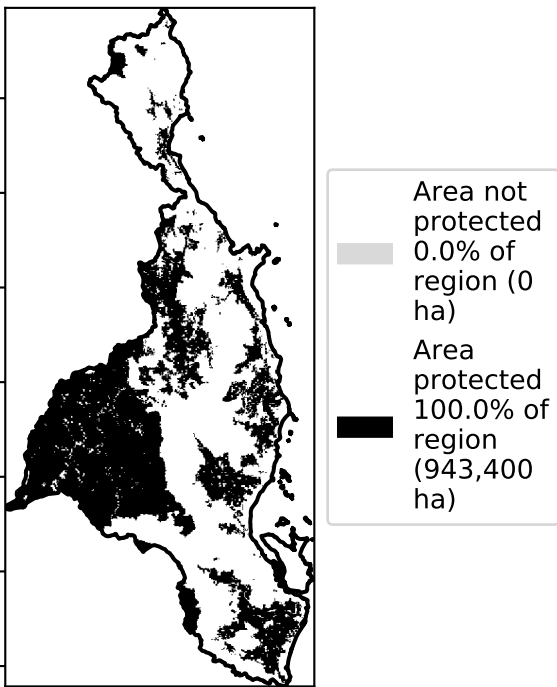 Area not
protected
0.0% of
region (0
ha)
Area
protected
100.0% of
region
(943,400
ha)